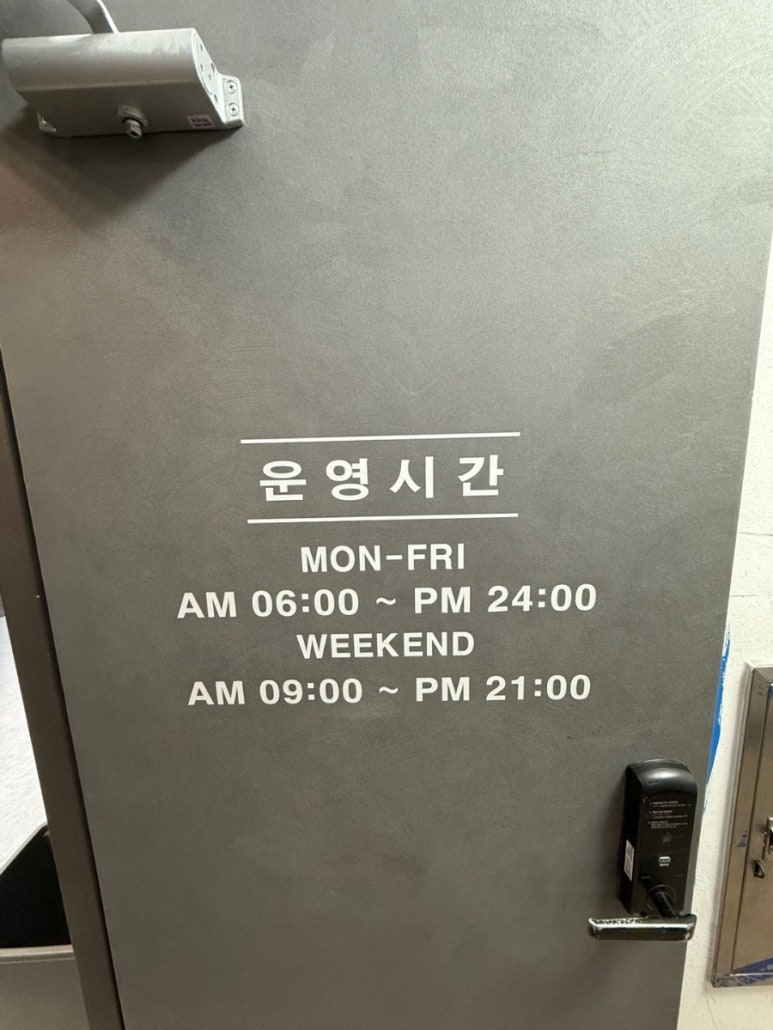 운영시간
MON-FRI
AM 06:00 ~ PM 24:00
WEEKEND
AM 09:00 ~ PM 21:00